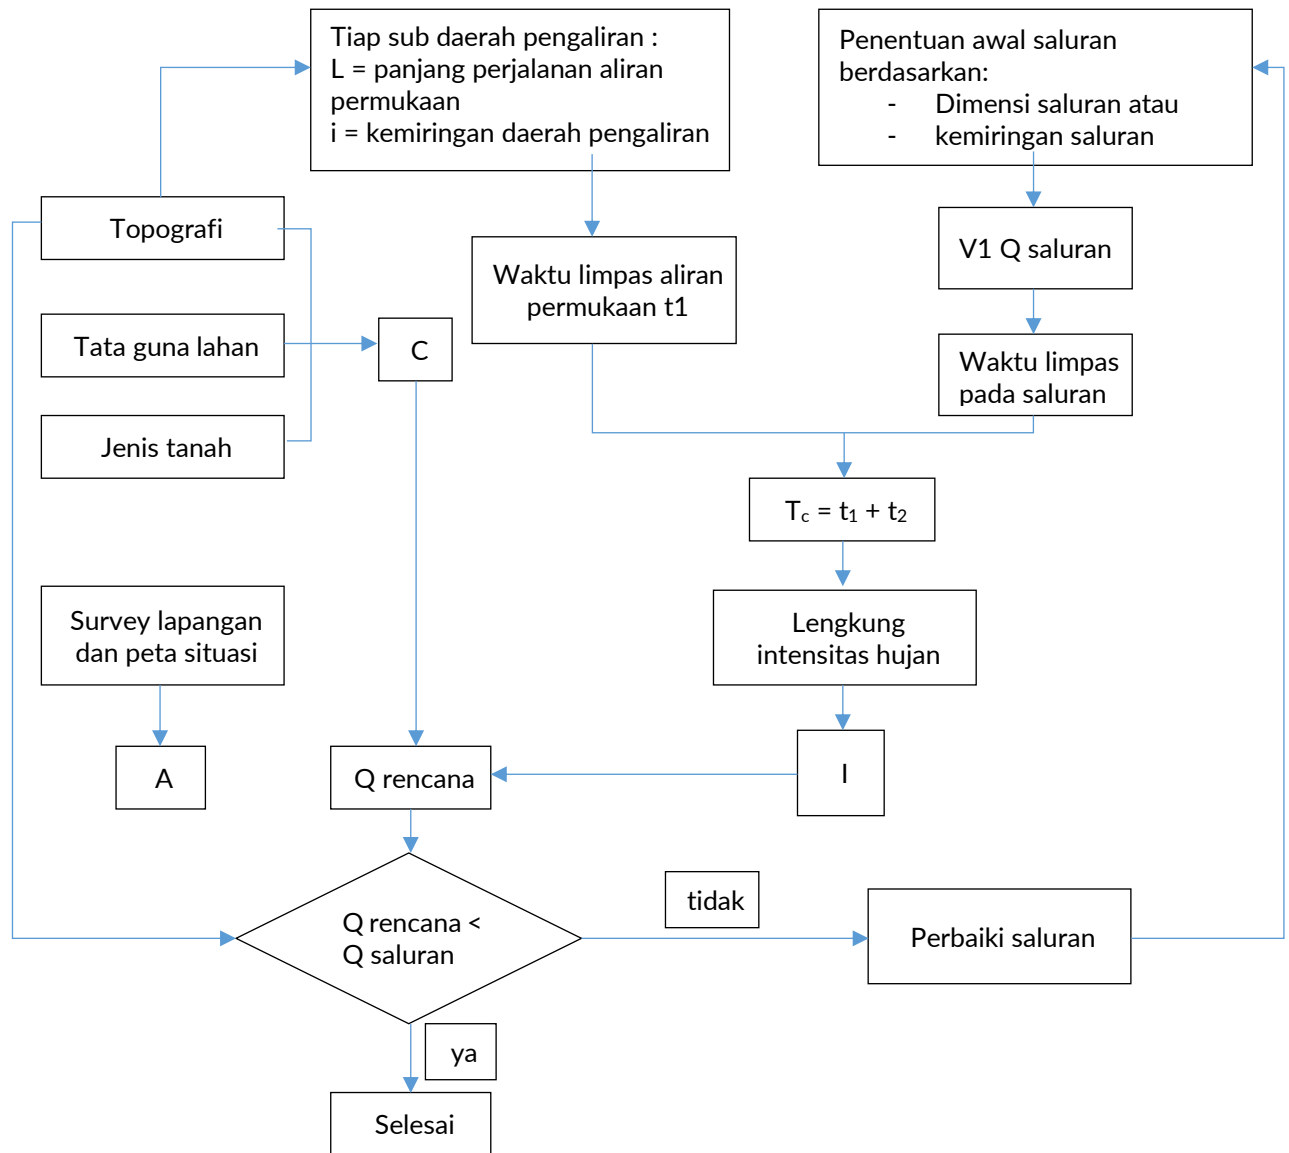 Tiap sub daerah pengaliran :
L = panjang perjalanan aliran
permukaan
i = kemiringan daerah pengaliran
Penentuan awal saluran
berdasarkan:
- Dimensi saluran atau
- kemiringan saluran
Topografi
V1 Q saluran
Waktu limpas aliran
permukaan t1
Tata guna lahan
C
Waktu limpas
pada saluran
Jenis tanah
T꜀ = t₁ + t₂
Survey lapangan
dan peta situasi
Lengkung
intensitas hujan
A
Q rencana
I
Q rencana <
Q saluran
tidak
Perbaiki saluran
ya
Selesai